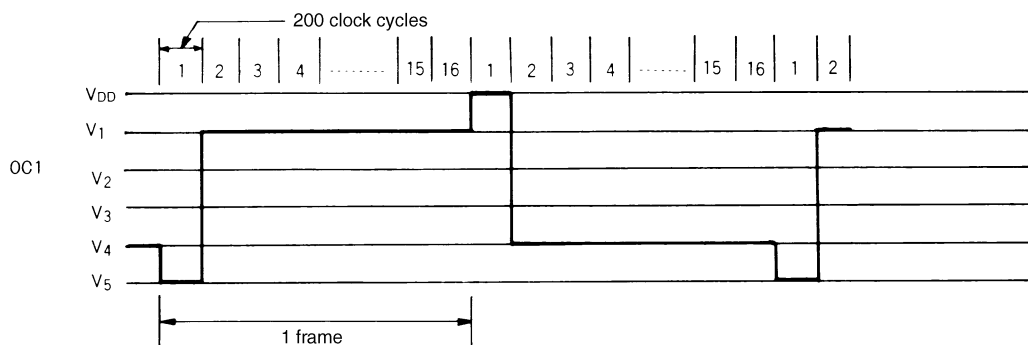 200 clock cycles
1 2 3 4 ........ 15 16 1 2 3 4 ........ 15 16 1 2
VDD
V1
OC1
V2
V3
V4
V5
1 frame